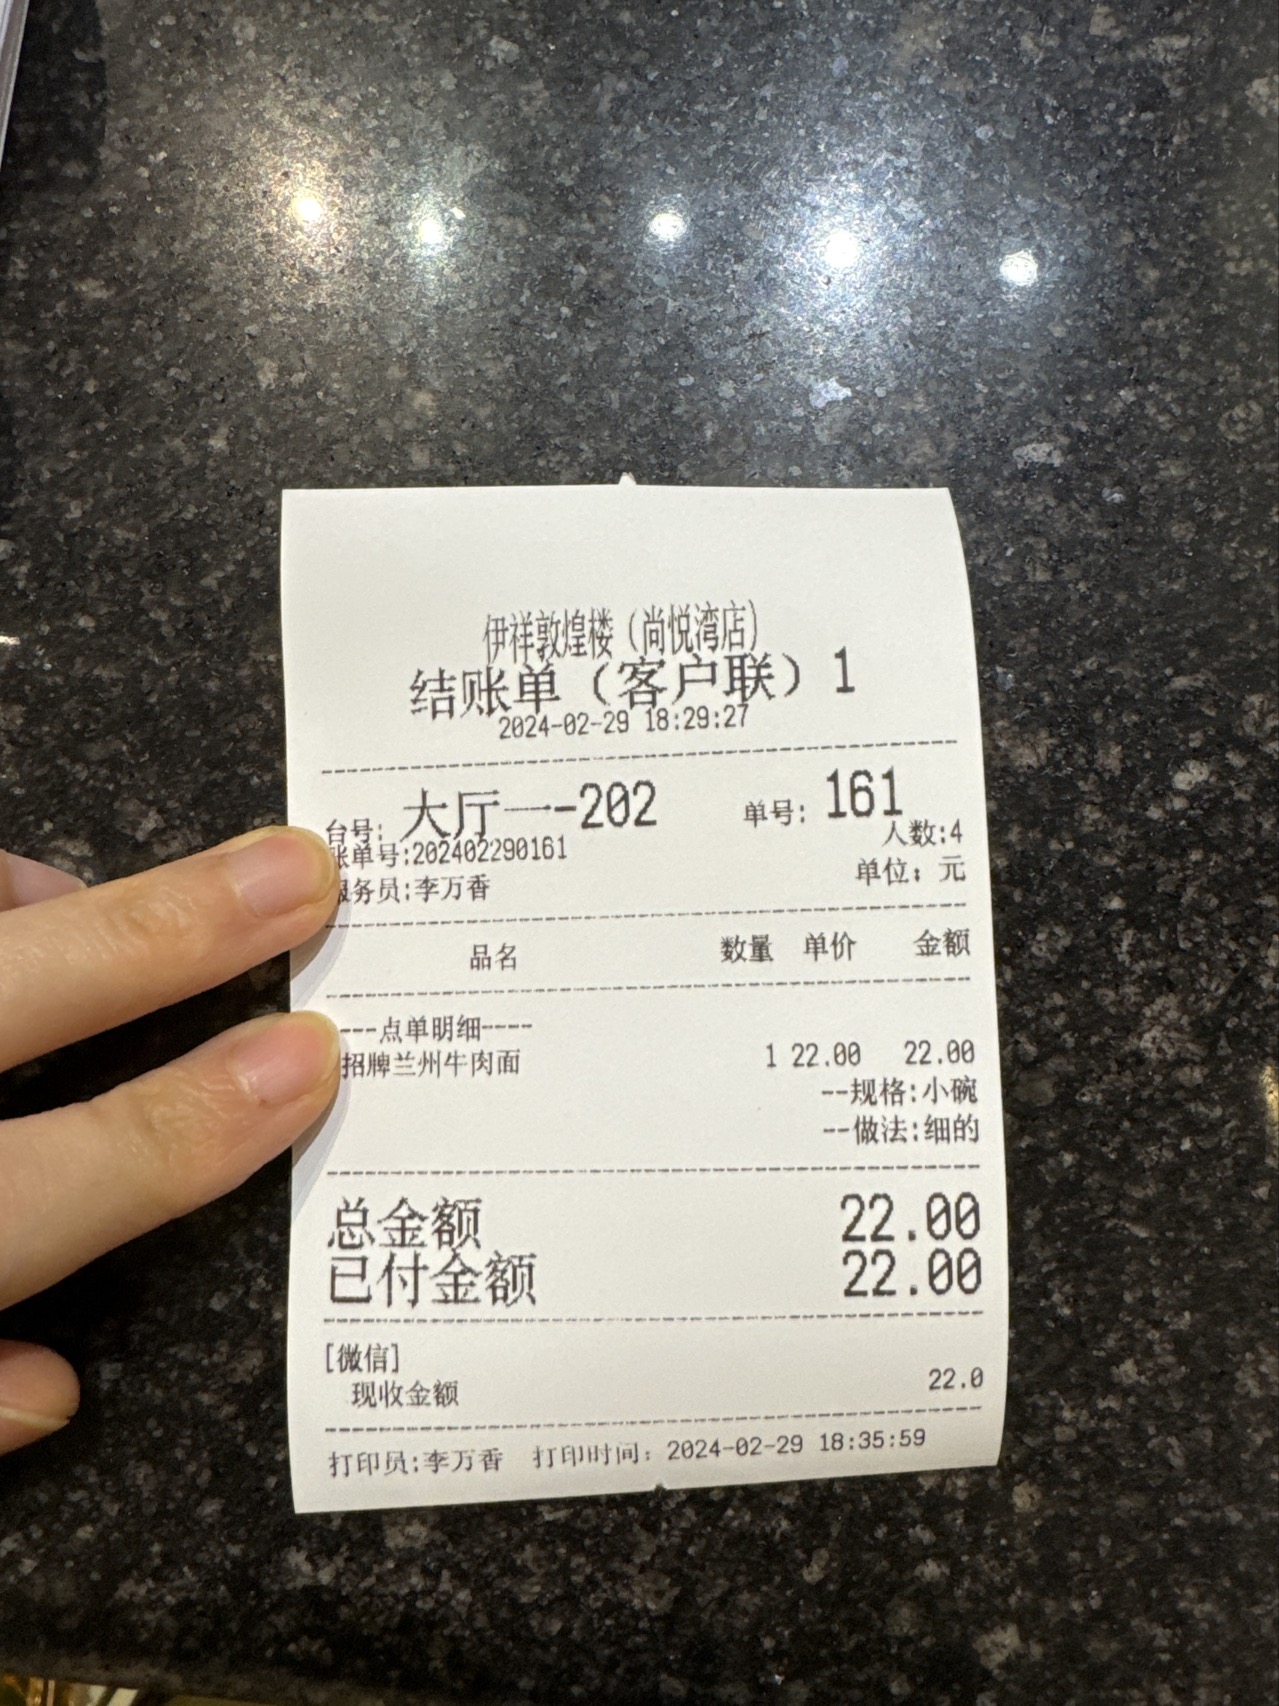 伊祥敦煌楼（尚悦湾店）
结账单（客户联）1
2024-02-29 18:29:27
台号: 大厅一-202 单号: 161
人数:4
账单号:202402290161
单位: 元
服务员:李万香
品名 数量 单价 金额
---点单明细----
招牌兰州牛肉面 1 22.00 22.00
--规格:小碗
--做法:细的
总金额 22.00
已付金额 22.00
[微信]
现收金额 22.0
打印员:李万香 打印时间: 2024-02-29 18:35:59